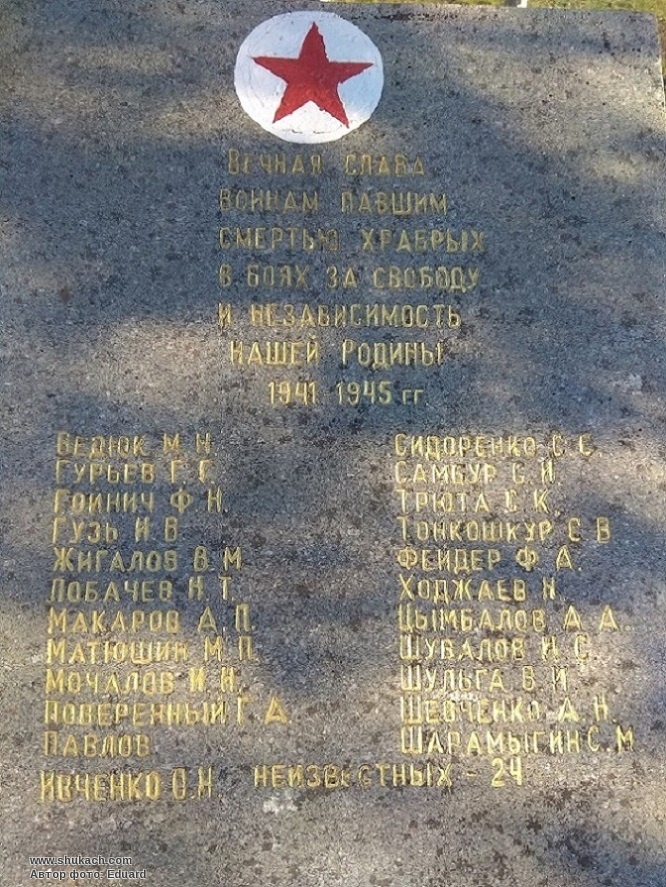 Вечная слава
воинам павшим
смертью храбрых
в боях за свободу
и независимость
нашей Родины
1941 1945 гг
Ведюк М. Н.
Гурьев Г. Г.
Гоинич Ф. Н.
Гузь И. В
Жигалов В. М
Лобачев Н. Т.
Макаров А. П.
Матюшин М. П.
Мочалов И. Н.
Поверенный Г. А.
Павлов
Ивченко О. Н
Сидоренко С. С.
Самбур С. И.
Трюта С. К.
Тонкошкур С. В
Фейдер Ф. А.
Ходжаев Н.
Цымбалов А. А.
Шувалов И. С.
Шульга В. И
Шевченко А. Н.
Шарамыгин С. М
неизвестных - 24
www.shukach.com
Автор фото: Eduard